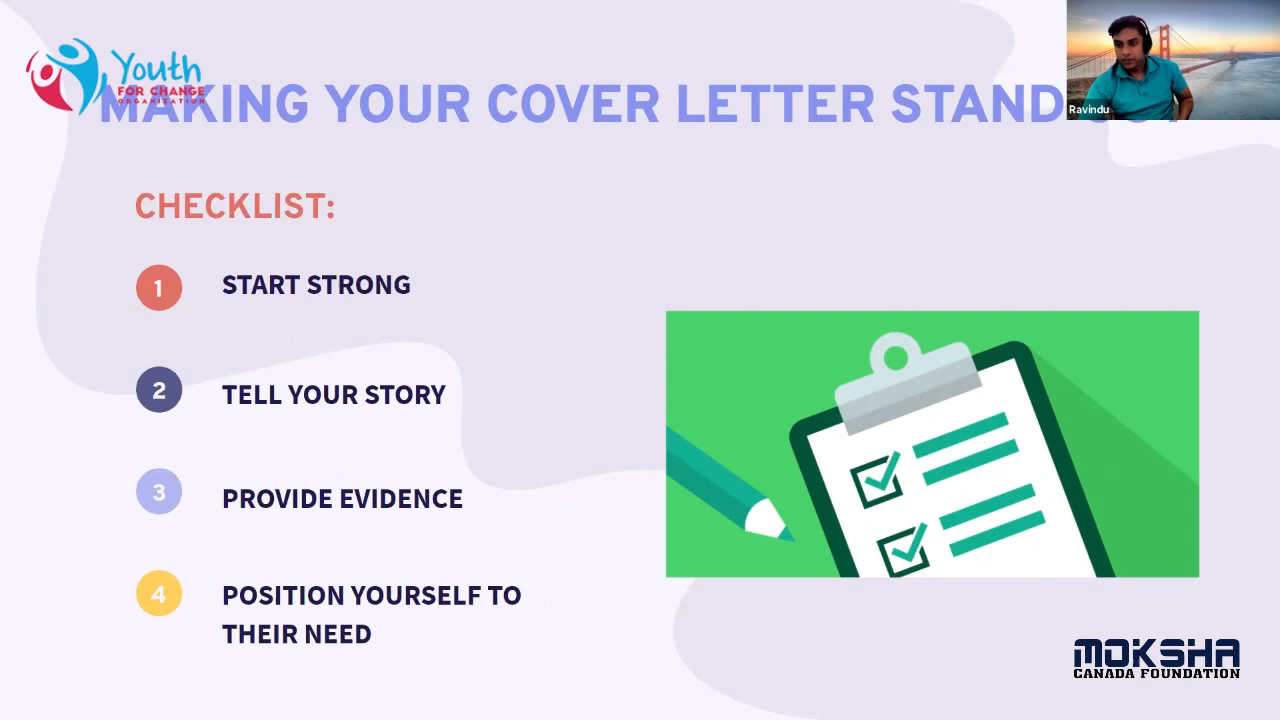 Youth
FOR CHANGE
ORGANIZATION
MAKING YOUR COVER LETTER STAND
Ravindu
CHECKLIST:
1
START STRONG
2
TELL YOUR STORY
3
PROVIDE EVIDENCE
4
POSITION YOURSELF TO
THEIR NEED
MOKSHA
CANADA FOUNDATION